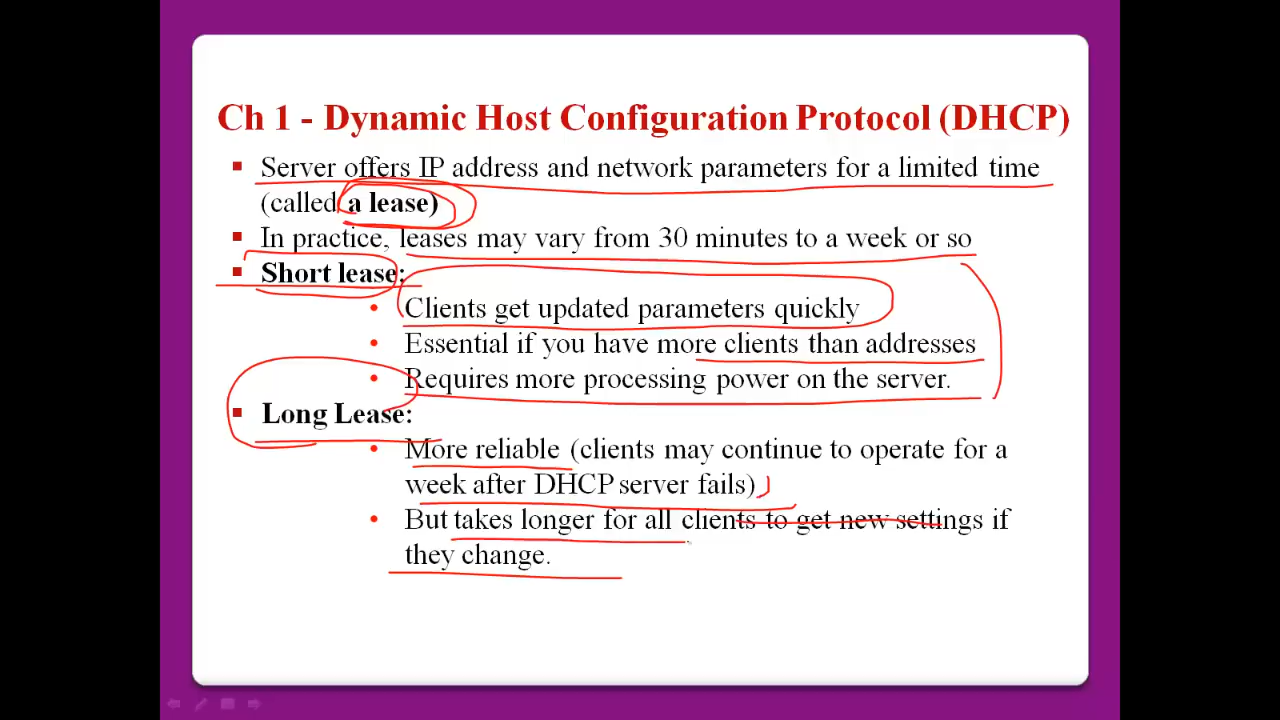 Ch 1 - Dynamic Host Configuration Protocol (DHCP)
▪ Server offers IP address and network parameters for a limited time
(called a lease)
▪ In practice, leases may vary from 30 minutes to a week or so
▪ Short lease:
• Clients get updated parameters quickly
• Essential if you have more clients than addresses
• Requires more processing power on the server.
▪ Long Lease:
• More reliable (clients may continue to operate for a
week after DHCP server fails)
• But takes longer for all clients to get new settings if
they change.